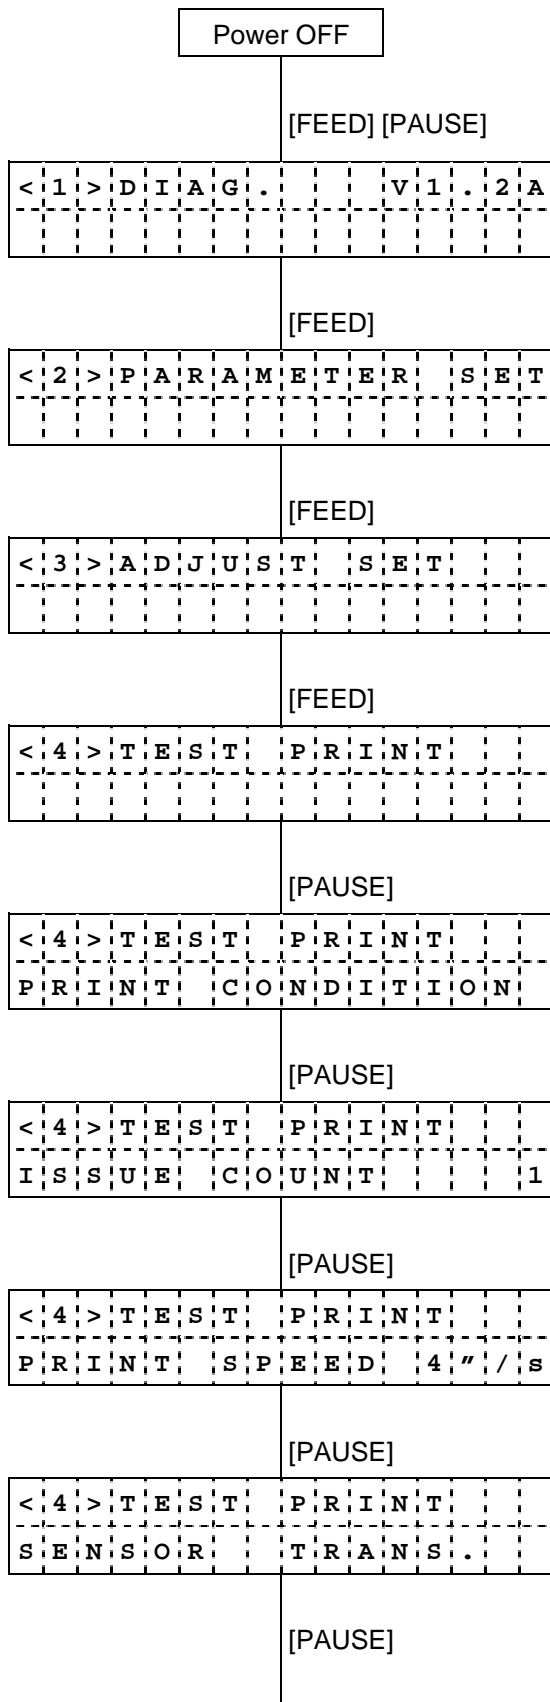 Power OFF
[FEED] [PAUSE]
<1>DIAG.    V1.2A
[FEED]
<2>PARAMETER SET
[FEED]
<3>ADJUST SET
[FEED]
<4>TEST PRINT
[PAUSE]
<4>TEST PRINT
PRINT CONDITION
[PAUSE]
<4>TEST PRINT
ISSUE COUNT    1
[PAUSE]
<4>TEST PRINT
PRINT SPEED 4”/s
[PAUSE]
<4>TEST PRINT
SENSOR  TRANS.
[PAUSE]